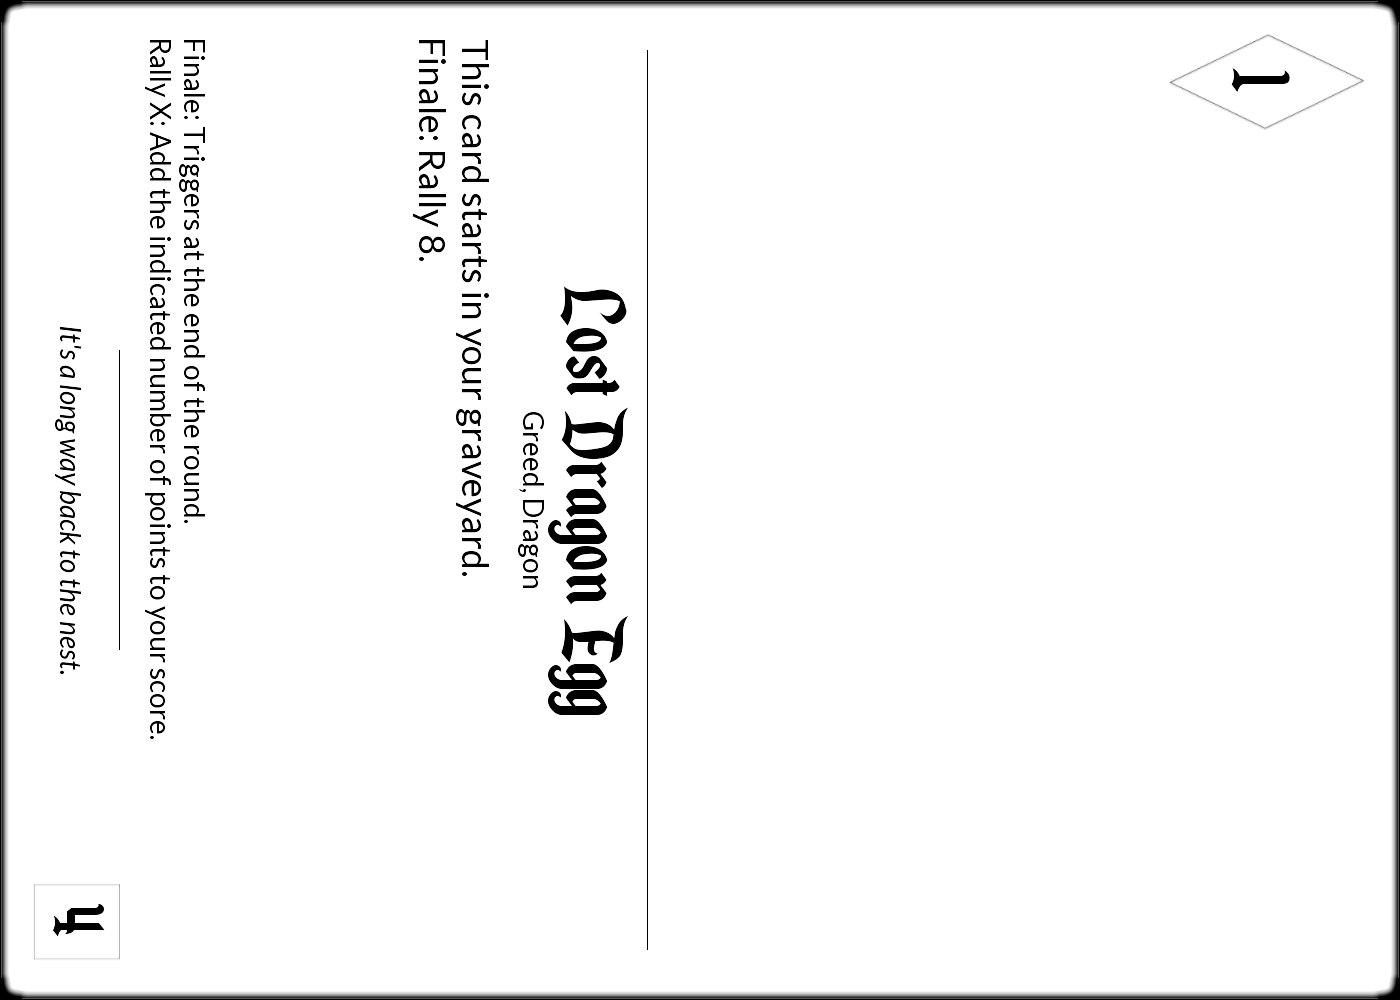 1
Lost Dragon Egg
Greed, Dragon
This card starts in your graveyard.
Finale: Rally 8.
Finale: Triggers at the end of the round.
Rally X: Add the indicated number of points to your score.
It's a long way back to the nest.
4